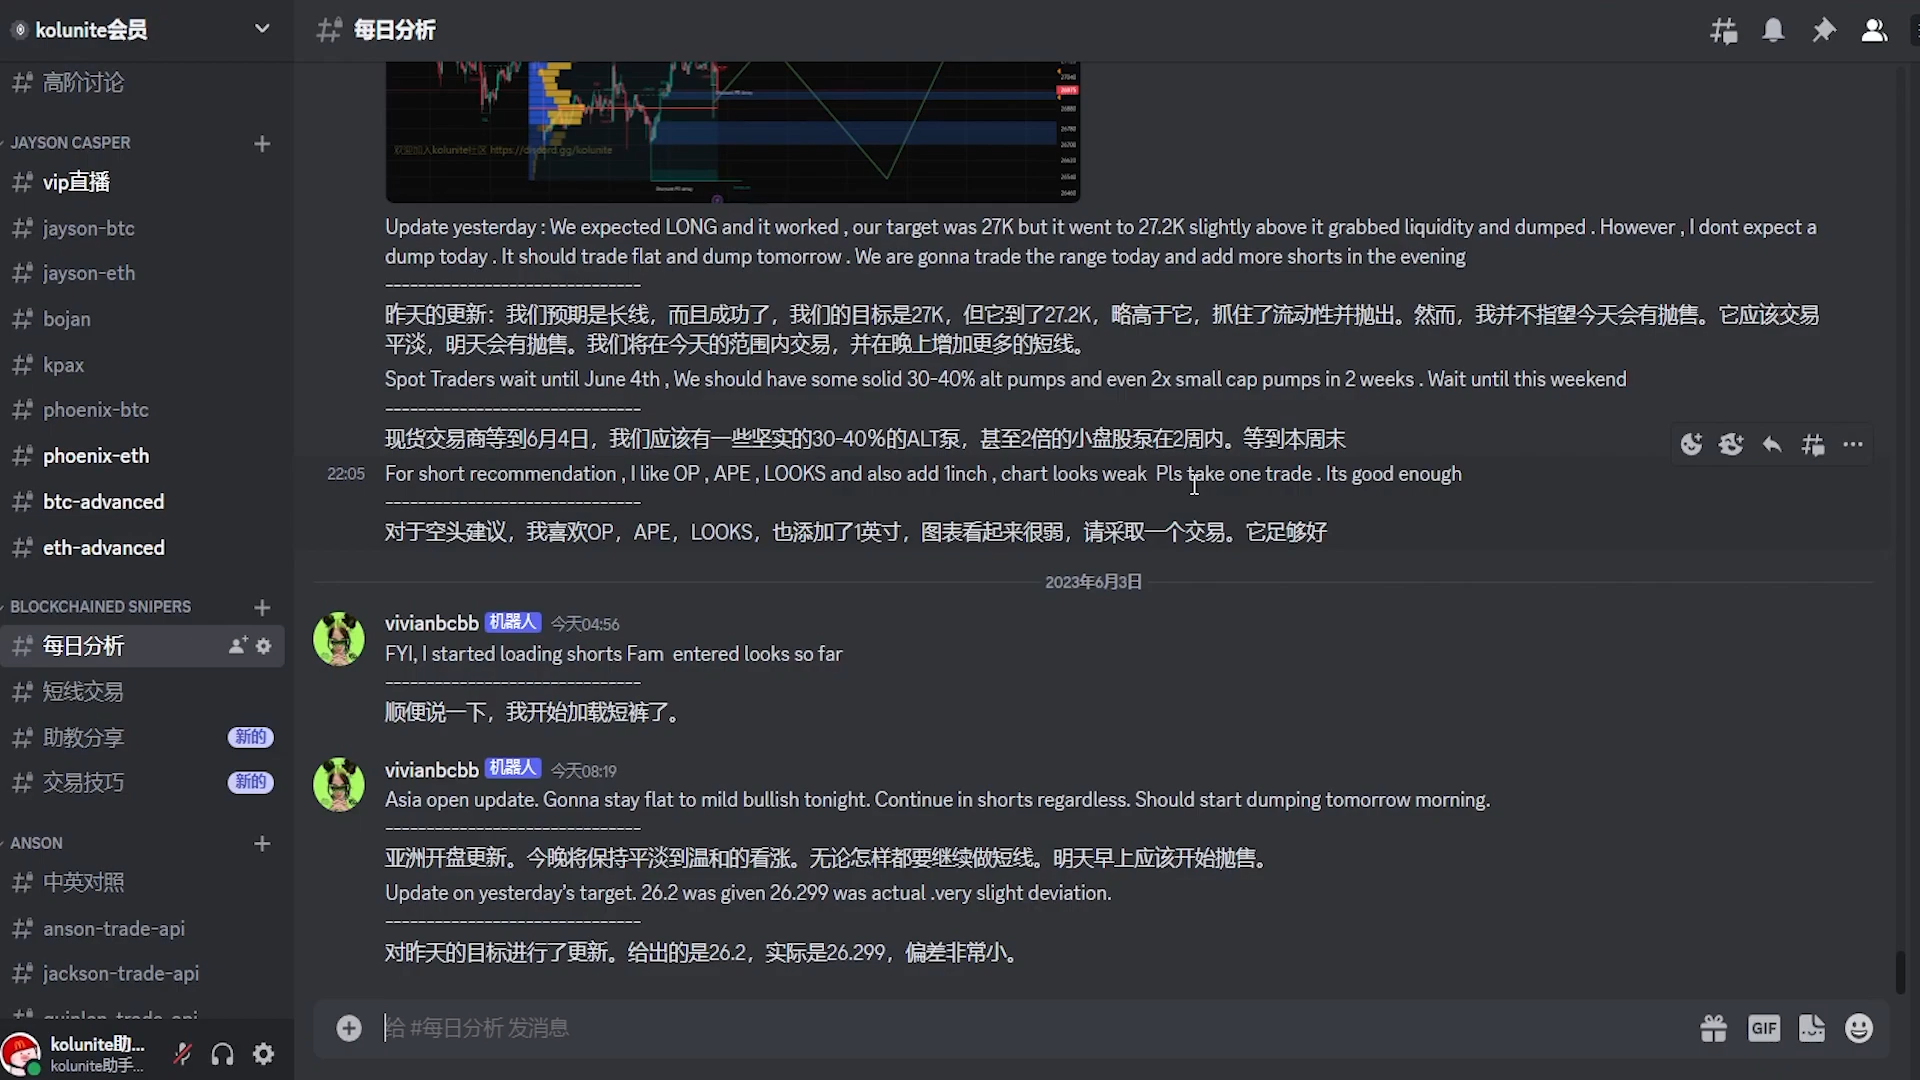 kolunite会员
每日分析
高阶讨论
JAYSON CASPER
vip直播
jayson-btc
jayson-eth
bojan
kpax
phoenix-btc
phoenix-eth
btc-advanced
eth-advanced
BLOCKCHAINED SNIPERS
每日分析
短线交易
助教分享 新的
交易技巧 新的
ANSON
中英对照
anson-trade-api
jackson-trade-api
kolunite助...
kolunite助手...
欢迎加入kolunite社区 https://discord.gg/kolunite
26875
26880
26780
26700
26620
26540
26460
Update yesterday : We expected LONG and it worked , our target was 27K but it went to 27.2K slightly above it grabbed liquidity and dumped . However , I dont expect a
dump today . It should trade flat and dump tomorrow . We are gonna trade the range today and add more shorts in the evening
-------------------------------
昨天的更新：我们预期是长线，而且成功了，我们的目标是27K，但它到了27.2K，略高于它，抓住了流动性并抛出。然而，我并不指望今天会有抛售。它应该交易
平淡，明天会有抛售。我们将在今天的范围内交易，并在晚上增加更多的短线。
Spot Traders wait until June 4th , We should have some solid 30-40% alt pumps and even 2x small cap pumps in 2 weeks . Wait until this weekend
-------------------------------
现货交易商等到6月4日，我们应该有一些坚实的30-40%的ALT泵，甚至2倍的小盘股泵在2周内。等到本周末
22:05 For short recommendation , I like OP , APE , LOOKS and also add 1inch , chart looks weak Pls take one trade . Its good enough
-------------------------------
对于空头建议，我喜欢OP，APE，LOOKS，也添加了1英寸，图表看起来很弱，请采取一个交易。它足够好
2023年6月3日
vivianbcbb 机器人 今天04:56
FYI, I started loading shorts Fam entered looks so far
-------------------------------
顺便说一下，我开始加载短裤了。
vivianbcbb 机器人 今天08:19
Asia open update. Gonna stay flat to mild bullish tonight. Continue in shorts regardless. Should start dumping tomorrow morning.
-------------------------------
亚洲开盘更新。今晚将保持平淡到温和的看涨。无论怎样都要继续做短线。明天早上应该开始抛售。
Update on yesterday's target. 26.2 was given 26.299 was actual .very slight deviation.
-------------------------------
对昨天的目标进行了更新。给出的是26.2，实际是26.299，偏差非常小。
给 #每日分析 发消息
GIF